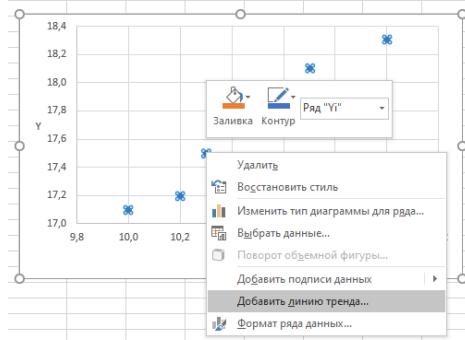 18,4
18,2
18,0
17,8
Y
17,6
17,4
17,2
17,0
9,8
10,0
10,2
Заливка
Контур
Ряд "Yi"
Удалить
Восстановить стиль
Изменить тип диаграммы для ряда...
Выбрать данные...
Поворот объемной фигуры...
Добавить подписи данных
Добавить линию тренда...
Формат ряда данных...